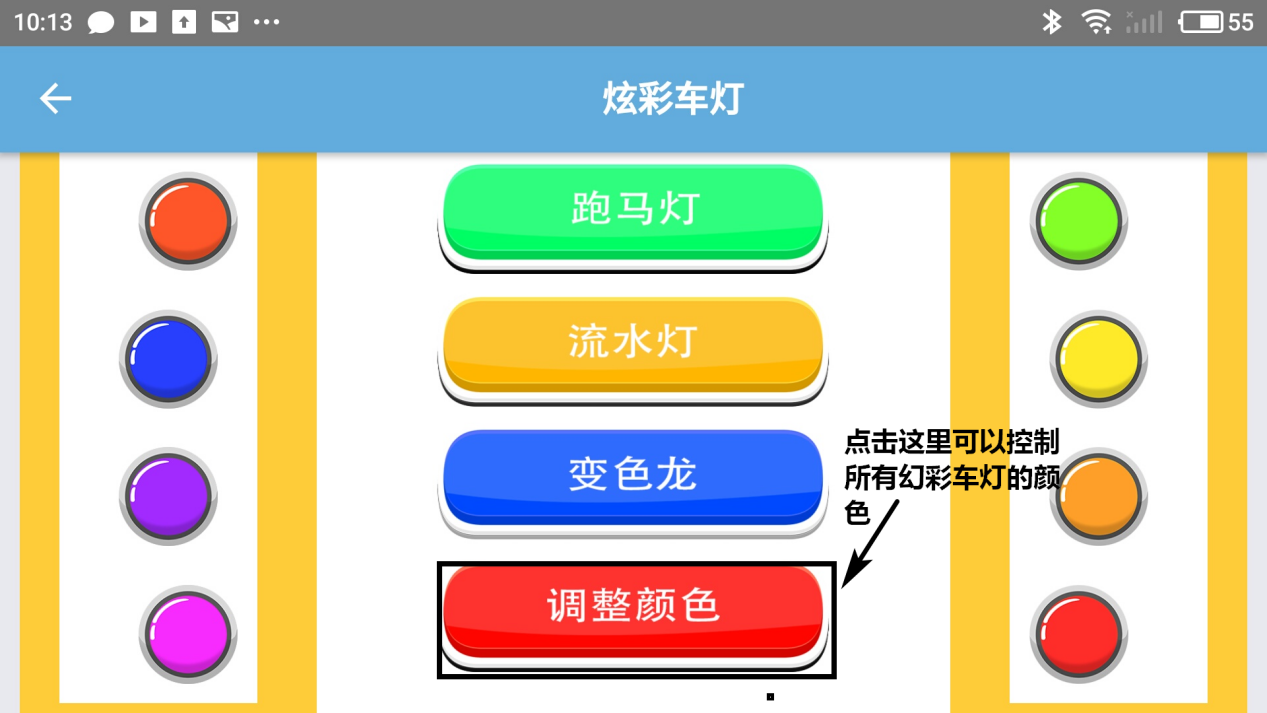 10:13
55
炫彩车灯
跑马灯
流水灯
变色龙
点击这里可以控制
所有幻彩车灯的颜
色
调整颜色